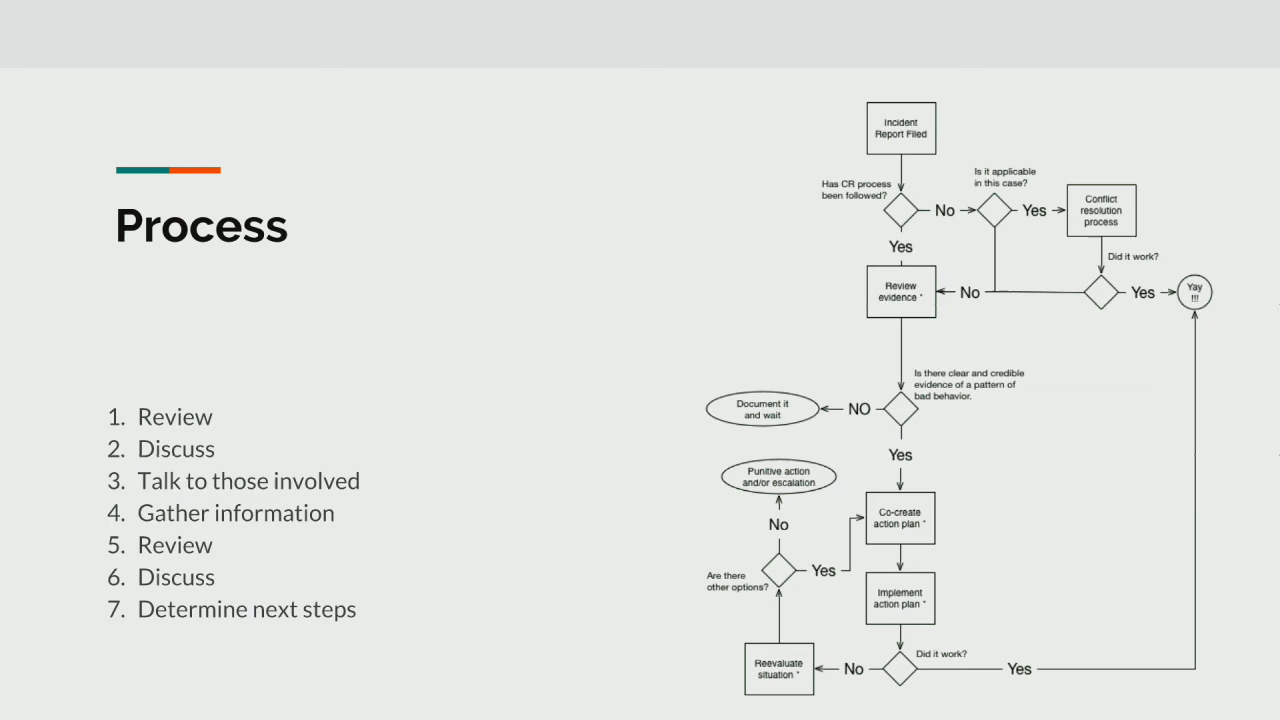 Process
1. Review
2. Discuss
3. Talk to those involved
4. Gather information
5. Review
6. Discuss
7. Determine next steps
Incident
Report Filed
Has CR process
been followed?
No
Is it applicable
in this case?
Yes
Conflict
resolution
process
Did it work?
Yes
Yay
!!!
No
Yes
Review
evidence *
Is there clear and credible
evidence of a pattern of
bad behavior.
NO
Document it
and wait
Yes
Co-create
action plan *
Implement
action plan *
Did it work?
Yes
No
Reevaluate
situation *
Are there
other options?
Yes
No
Punitive action
and/or escalation